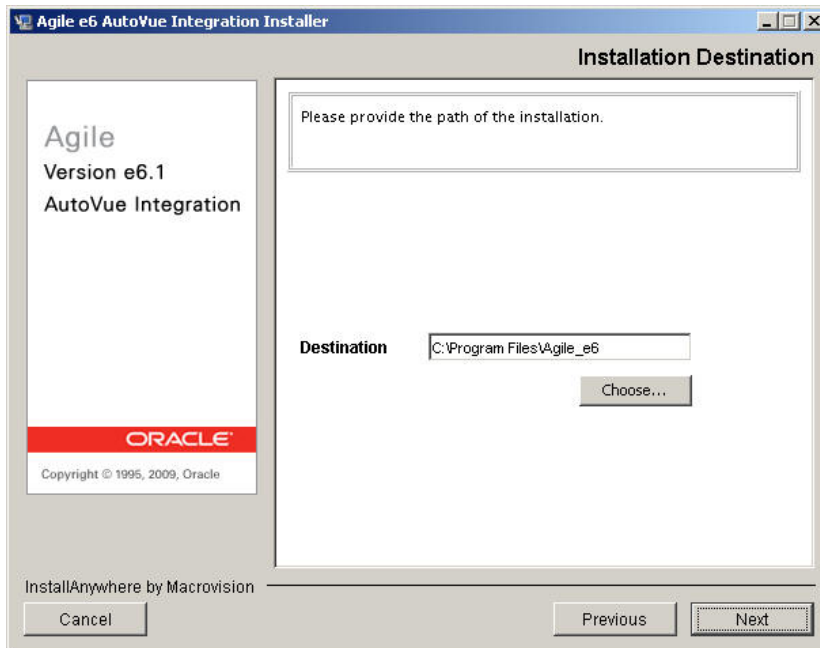 Agile e6 AutoVue Integration Installer
Installation Destination
Agile
Version e6.1
AutoVue Integration
ORACLE
Copyright © 1995, 2009, Oracle
Please provide the path of the installation.
Destination
C:\Program Files\Agile_e6
Choose...
InstallAnywhere by Macrovision
Cancel
Previous
Next